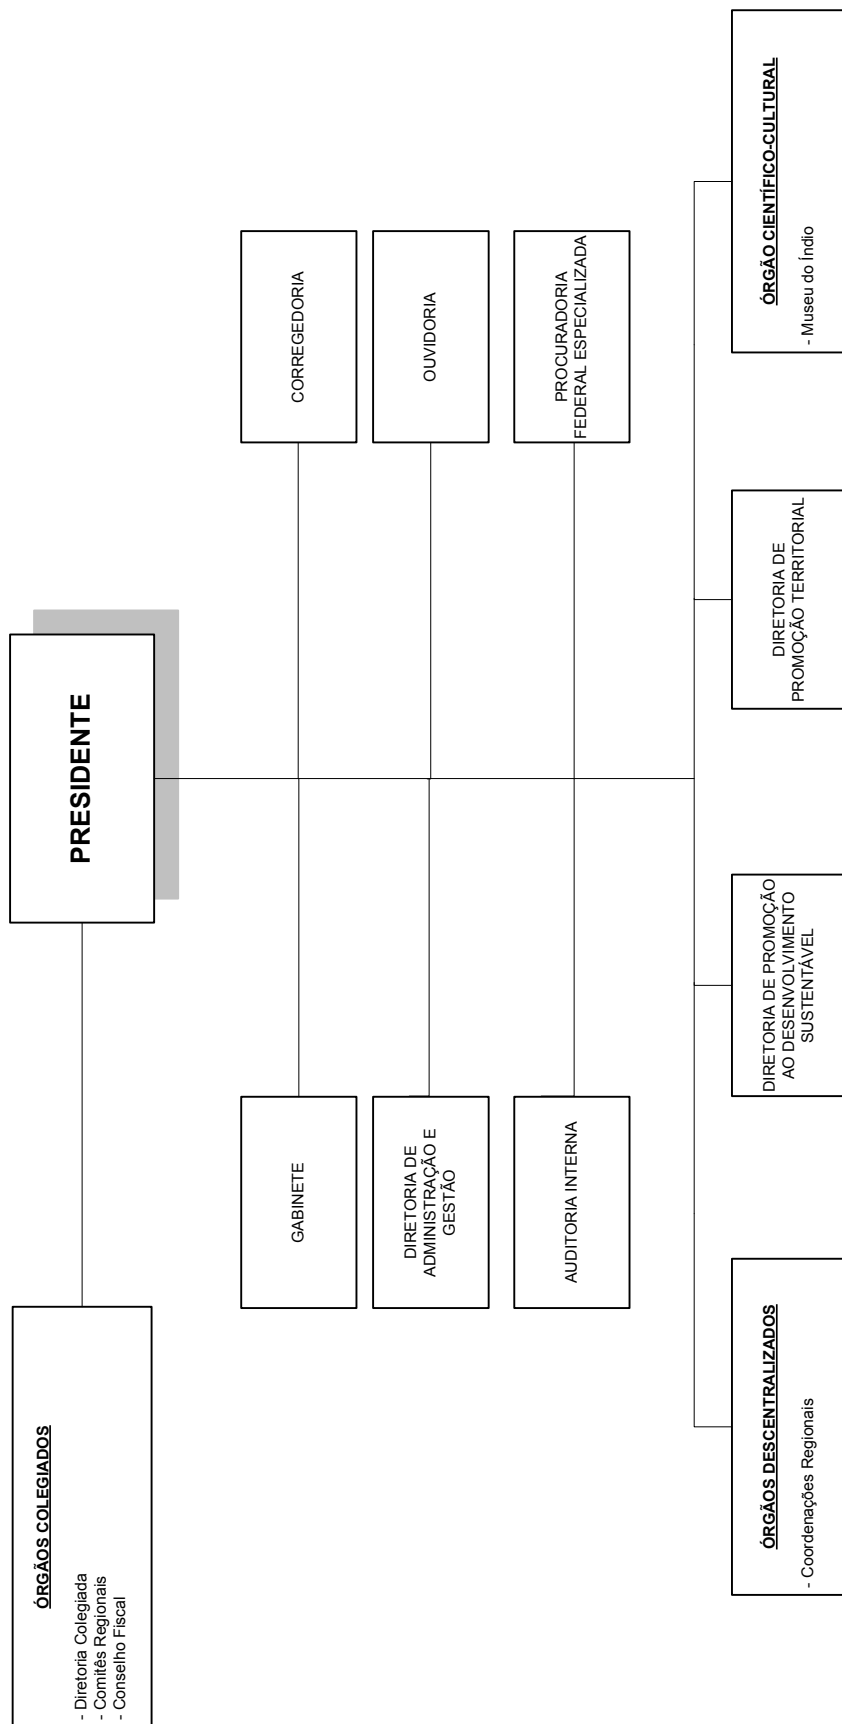 ÓRGÃOS COLEGIADOS
- Diretoria Colegiada
- Comitês Regionais
- Conselho Fiscal
PRESIDENTE
GABINETE
CORREGEDORIA
DIRETORIA DE
ADMINISTRAÇÃO E
GESTÃO
OUVIDORIA
AUDITORIA INTERNA
PROCURADORIA
FEDERAL ESPECIALIZADA
ÓRGÃOS DESCENTRALIZADOS
- Coordenações Regionais
DIRETORIA DE PROMOÇÃO
AO DESENVOLVIMENTO
SUSTENTÁVEL
DIRETORIA DE
PROMOÇÃO TERRITORIAL
ÓRGÃO CIENTÍFICO-CULTURAL
- Museu do Índio